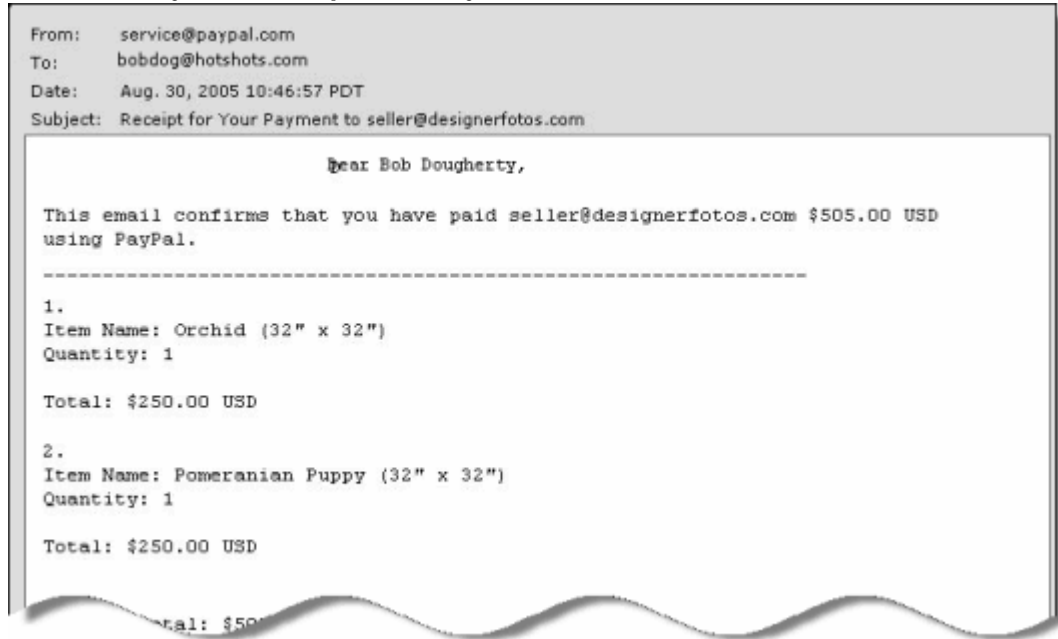 From: service@paypal.com
To: bobdog@hotshots.com
Date: Aug. 30, 2005 10:46:57 PDT
Subject: Receipt for Your Payment to seller@designerfotos.com
Dear Bob Dougherty,
This email confirms that you have paid seller@designerfotos.com $505.00 USD
using PayPal.
----------------------------------------------------------------
1.
Item Name: Orchid (32" x 32")
Quantity: 1
Total: $250.00 USD
2.
Item Name: Pomeranian Puppy (32" x 32")
Quantity: 1
Total: $250.00 USD